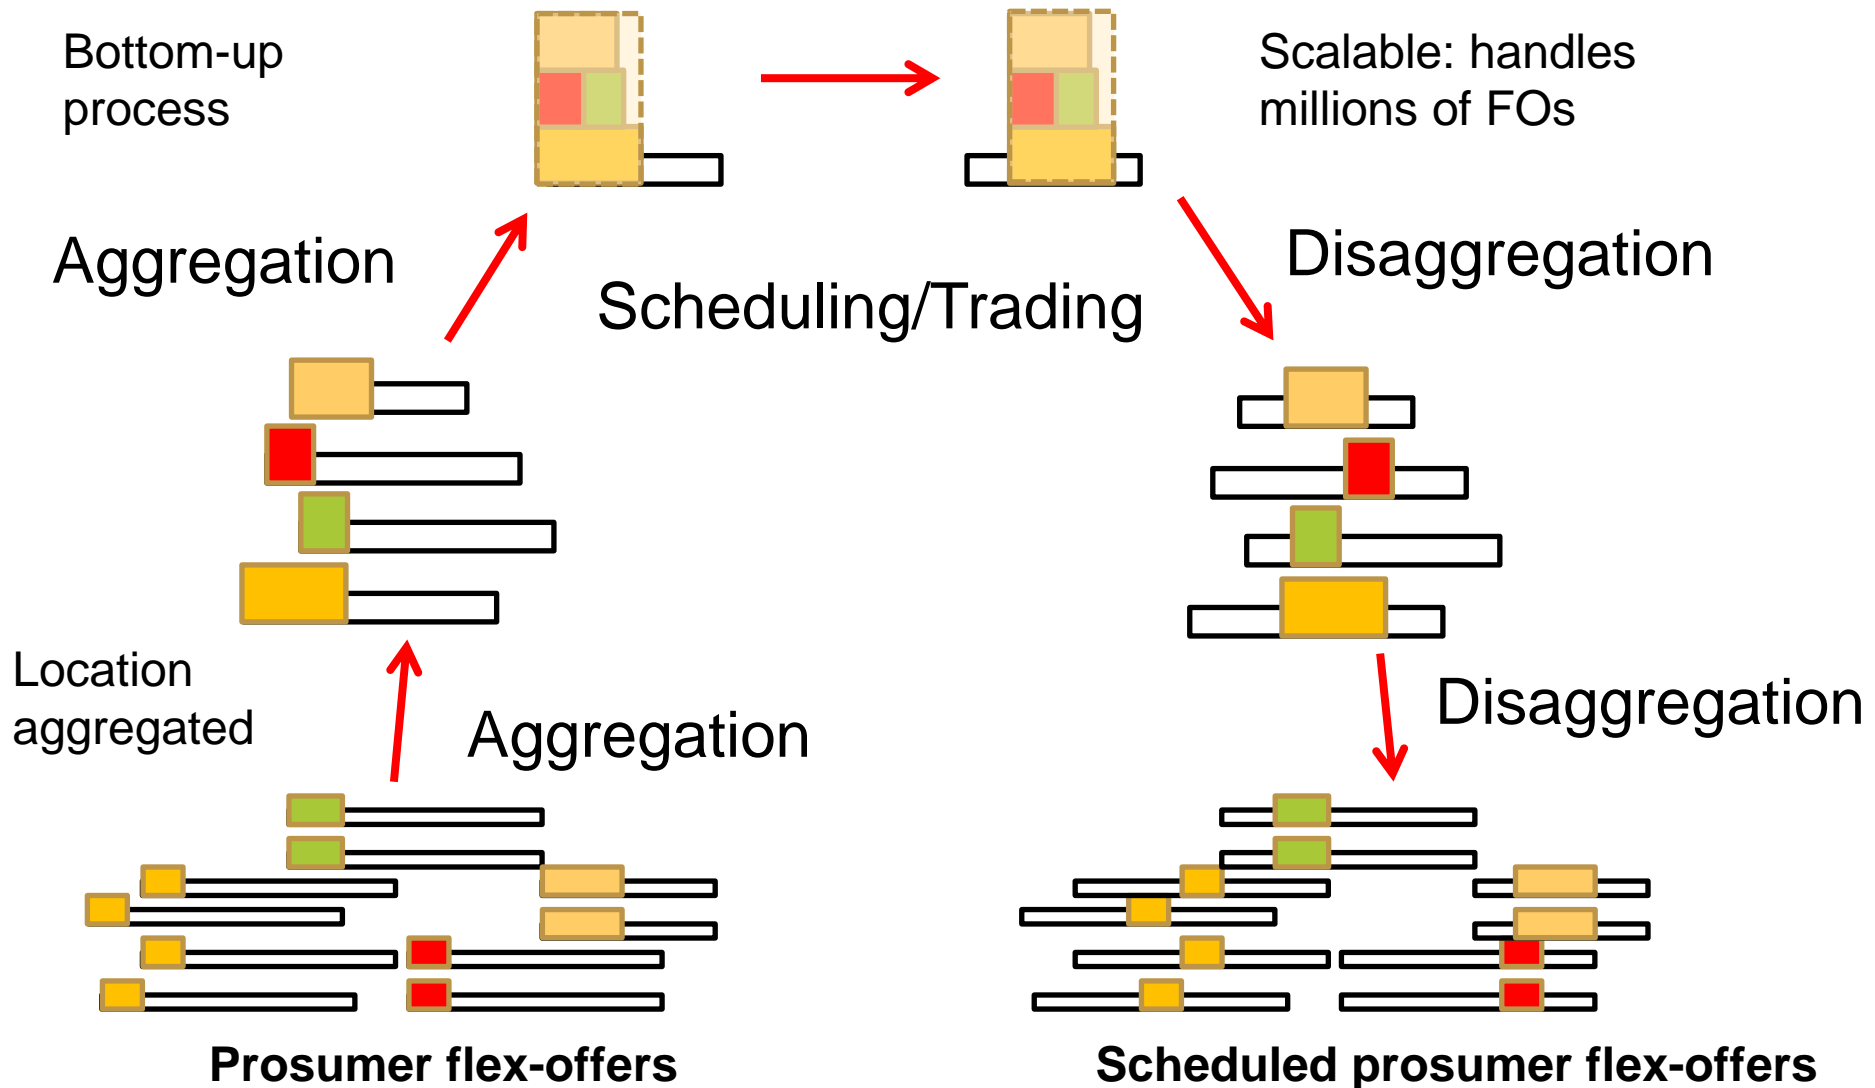 Bottom-up
process
Scalable: handles
millions of FOs
Aggregation
Disaggregation
Scheduling/Trading
Location
aggregated
Aggregation
Disaggregation
Prosumer flex-offers
Scheduled prosumer flex-offers